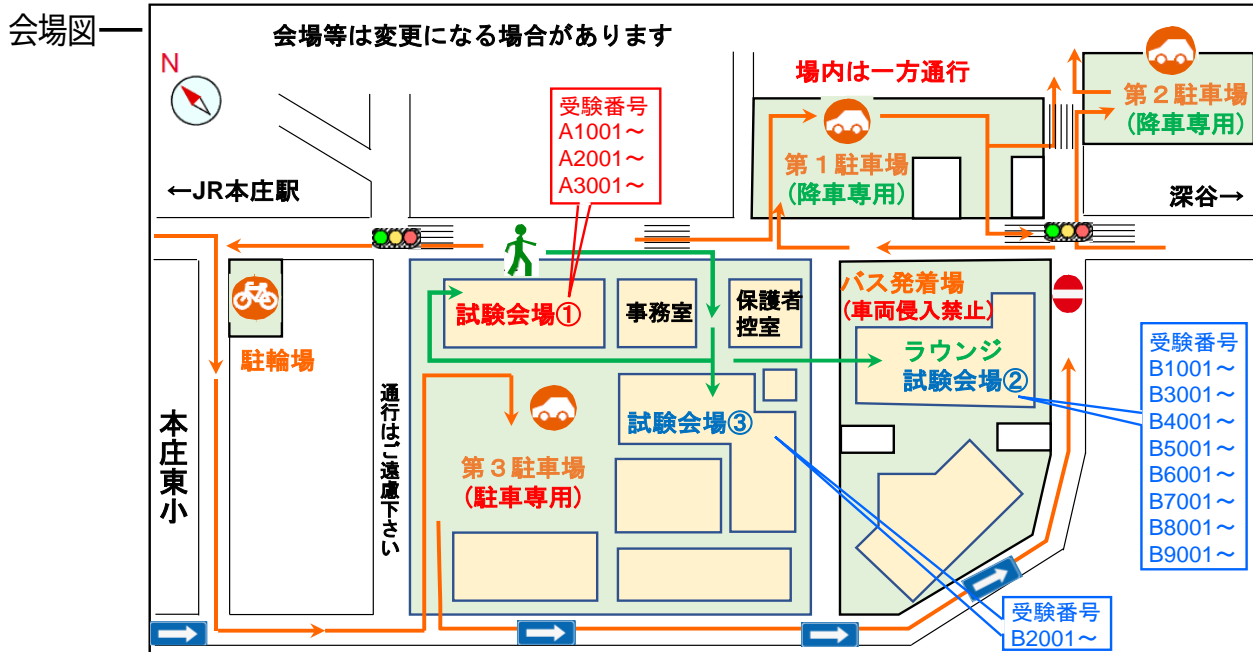 会場図
会場等は変更になる場合があります
N
場内は一方通行
第２駐車場
(降車専用)
受験番号
A1001～
A2001～
A3001～
第１駐車場
(降車専用)
←JR本庄駅
深谷→
試験会場①
事務室
保護者
控室
バス発着場
(車両侵入禁止)
ラウンジ
試験会場②
受験番号
B1001～
B3001～
B4001～
B5001～
B6001～
B7001～
B8001～
B9001～
駐輪場
通行はご遠慮下さい
本庄東小
試験会場③
第３駐車場
(駐車専用)
受験番号
B2001～